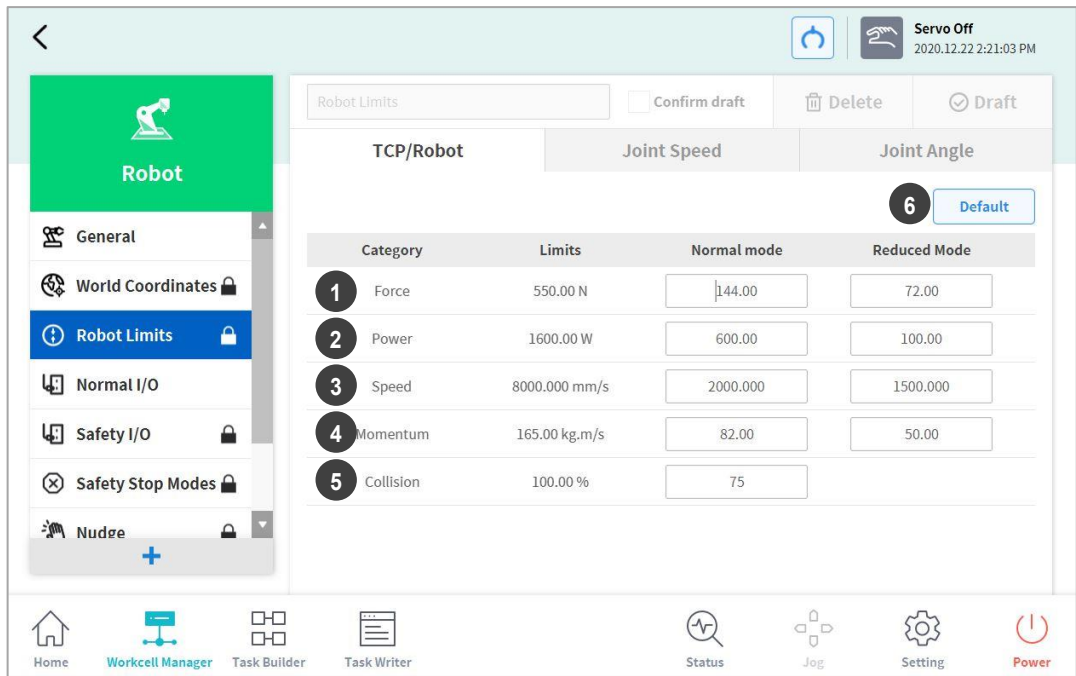 Servo Off
2020.12.22 2:21:03 PM
Robot
General
World Coordinates
Robot Limits
Normal I/O
Safety I/O
Safety Stop Modes
Nudge
+
Robot Limits Confirm draft Delete Draft
TCP/Robot Joint Speed Joint Angle
6 Default
Category Limits Normal mode Reduced Mode
1 Force 550.00 N 144.00 72.00
2 Power 1600.00 W 600.00 100.00
3 Speed 8000.000 mm/s 2000.000 1500.000
4 Momentum 165.00 kg.m/s 82.00 50.00
5 Collision 100.00 % 75
Home Workcell Manager Task Builder Task Writer Status Jog Setting Power